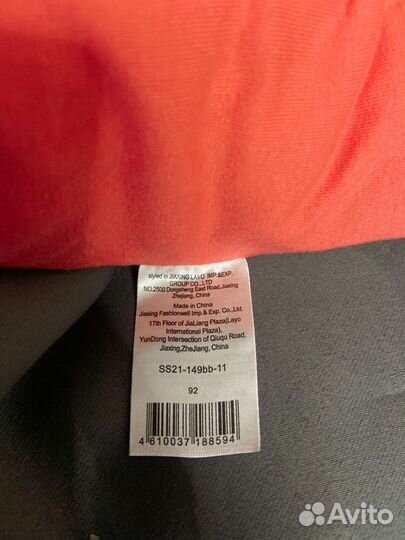 styled in JIAXING LAYO IMP.&EXP.
GROUP CO.,LTD
NO.2500 Dongsheng East Road,Jiaxing
Zhejiang, China
Made in China
Jiaxing Fashionwell Imp.& Exp. Co., Ltd.
17th Floor of JiaLiang Plaza(Layo
International Plaza),
YunDong Intersection of Qiuqu Road,
Jiaxing,ZheJiang, China
SS21-149bb-11
92
4 610037 188594
Avito